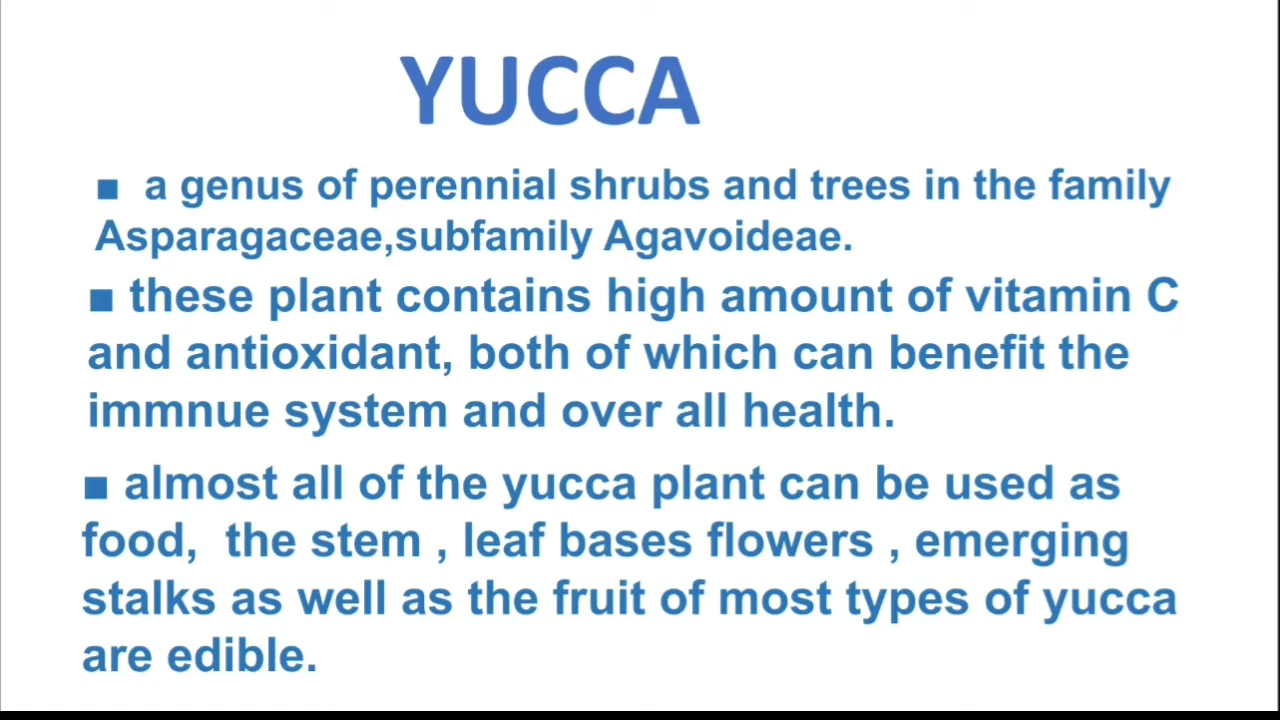 YUCCA
■ a genus of perennial shrubs and trees in the family
Asparagaceae,subfamily Agavoideae.
■ these plant contains high amount of vitamin C
and antioxidant, both of which can benefit the
immnue system and over all health.
■ almost all of the yucca plant can be used as
food, the stem , leaf bases flowers , emerging
stalks as well as the fruit of most types of yucca
are edible.